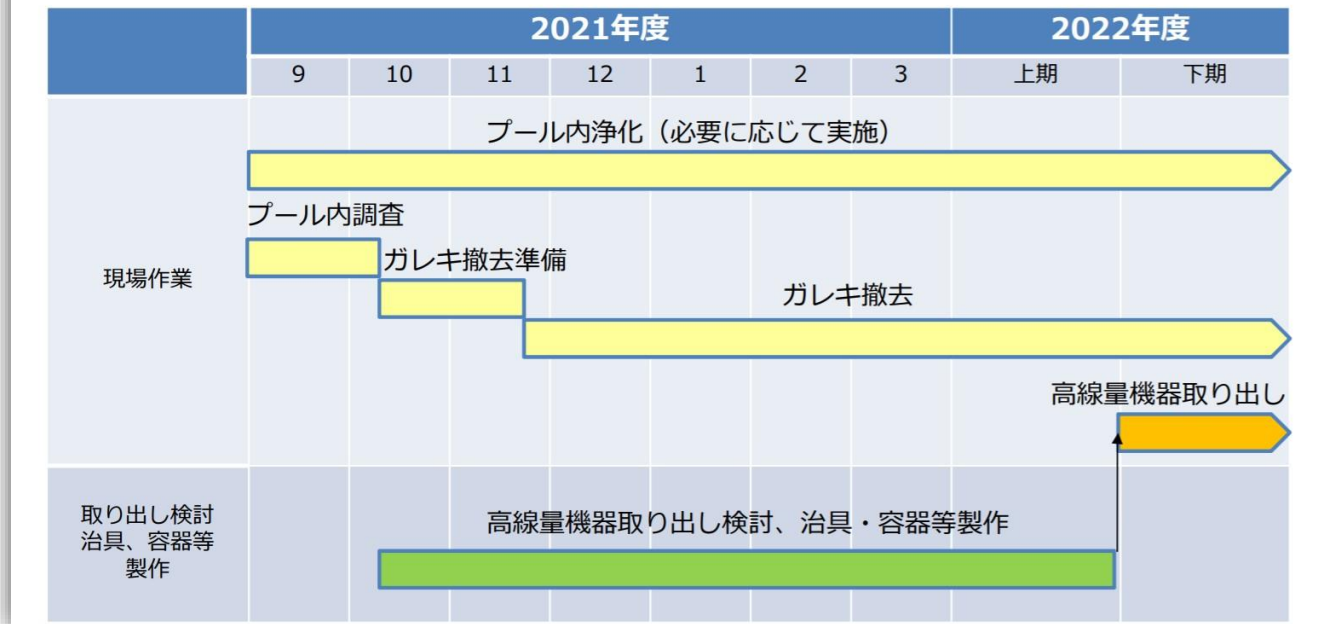 2021年度 2022年度
9 10 11 12 1 2 3 上期 下期
プール内浄化（必要に応じて実施）
プール内調査
ガレキ撤去準備
現場作業
ガレキ撤去
高線量機器取り出し
取り出し検討
治具、容器等
製作
高線量機器取り出し検討、治具・容器等製作